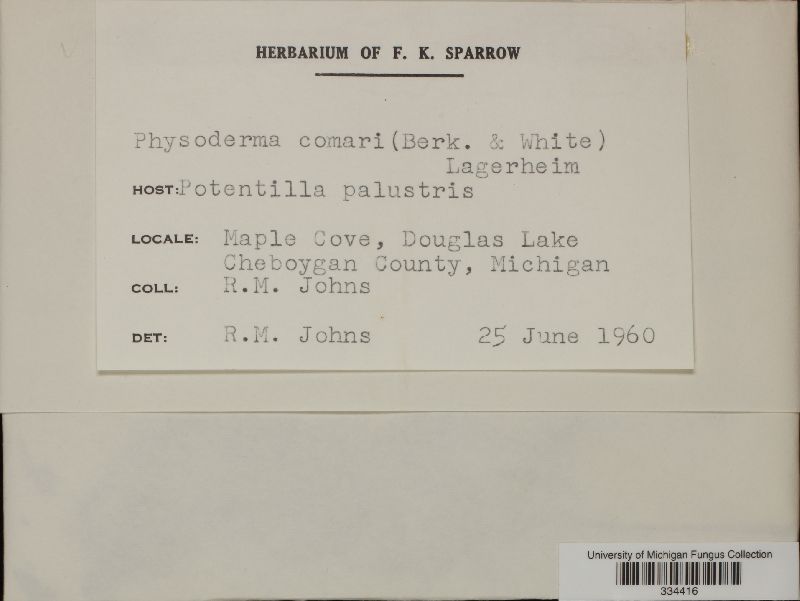 HERBARIUM OF F. K. SPARROW
Physoderma comari (Berk. & White)
Lagerheim
HOST: Potentilla palustris
LOCALE: Maple Cove, Douglas Lake
Cheboygan County, Michigan
COLL: R.M. Johns
DET: R.M. Johns 25 June 1960
University of Michigan Fungus Collection
334416